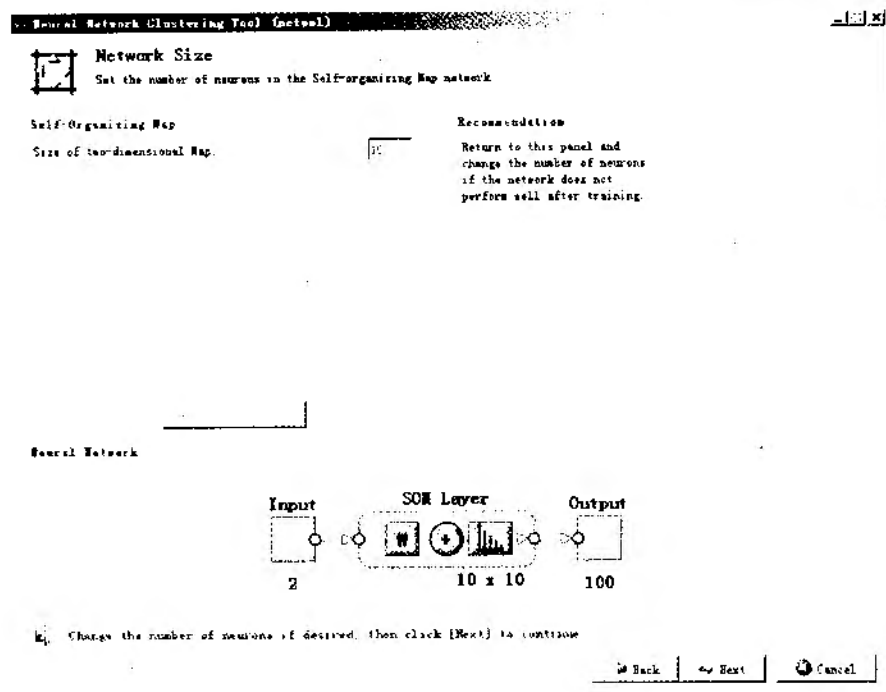 Neural Network Clustering Tool (nctool)
Network Size
Set the number of neurons in the Self-organizing Map network
Self-Organizing Map
Recommendation
Size of two-dimensional Map.
10
Return to this panel and
change the number of neurons
if the network does not
perform well after training.
Neural Network
Input
SOM Layer
Output
W
+
2
10 x 10
100
Change the number of neurons if desired, then click [Next] to continue
Back
Next
Cancel